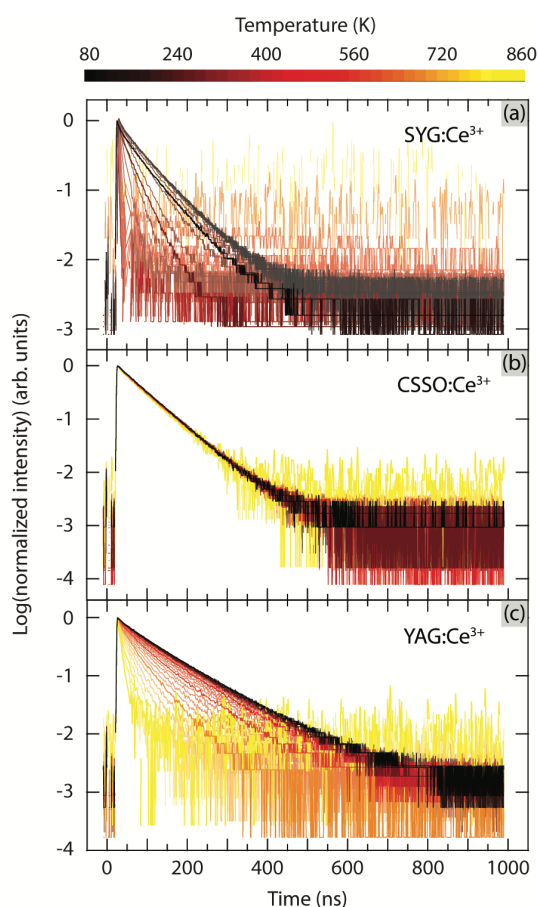 Temperature (K)
80 240 400 560 720 860
(a)
SYG:Ce³⁺
0
-1
-2
-3
(b)
CSSO:Ce³⁺
0
-1
-2
-3
-4
(c)
YAG:Ce³⁺
0
-1
-2
-3
-4
Log(normalized intensity) (arb. units)
0 200 400 600 800 1000
Time (ns)